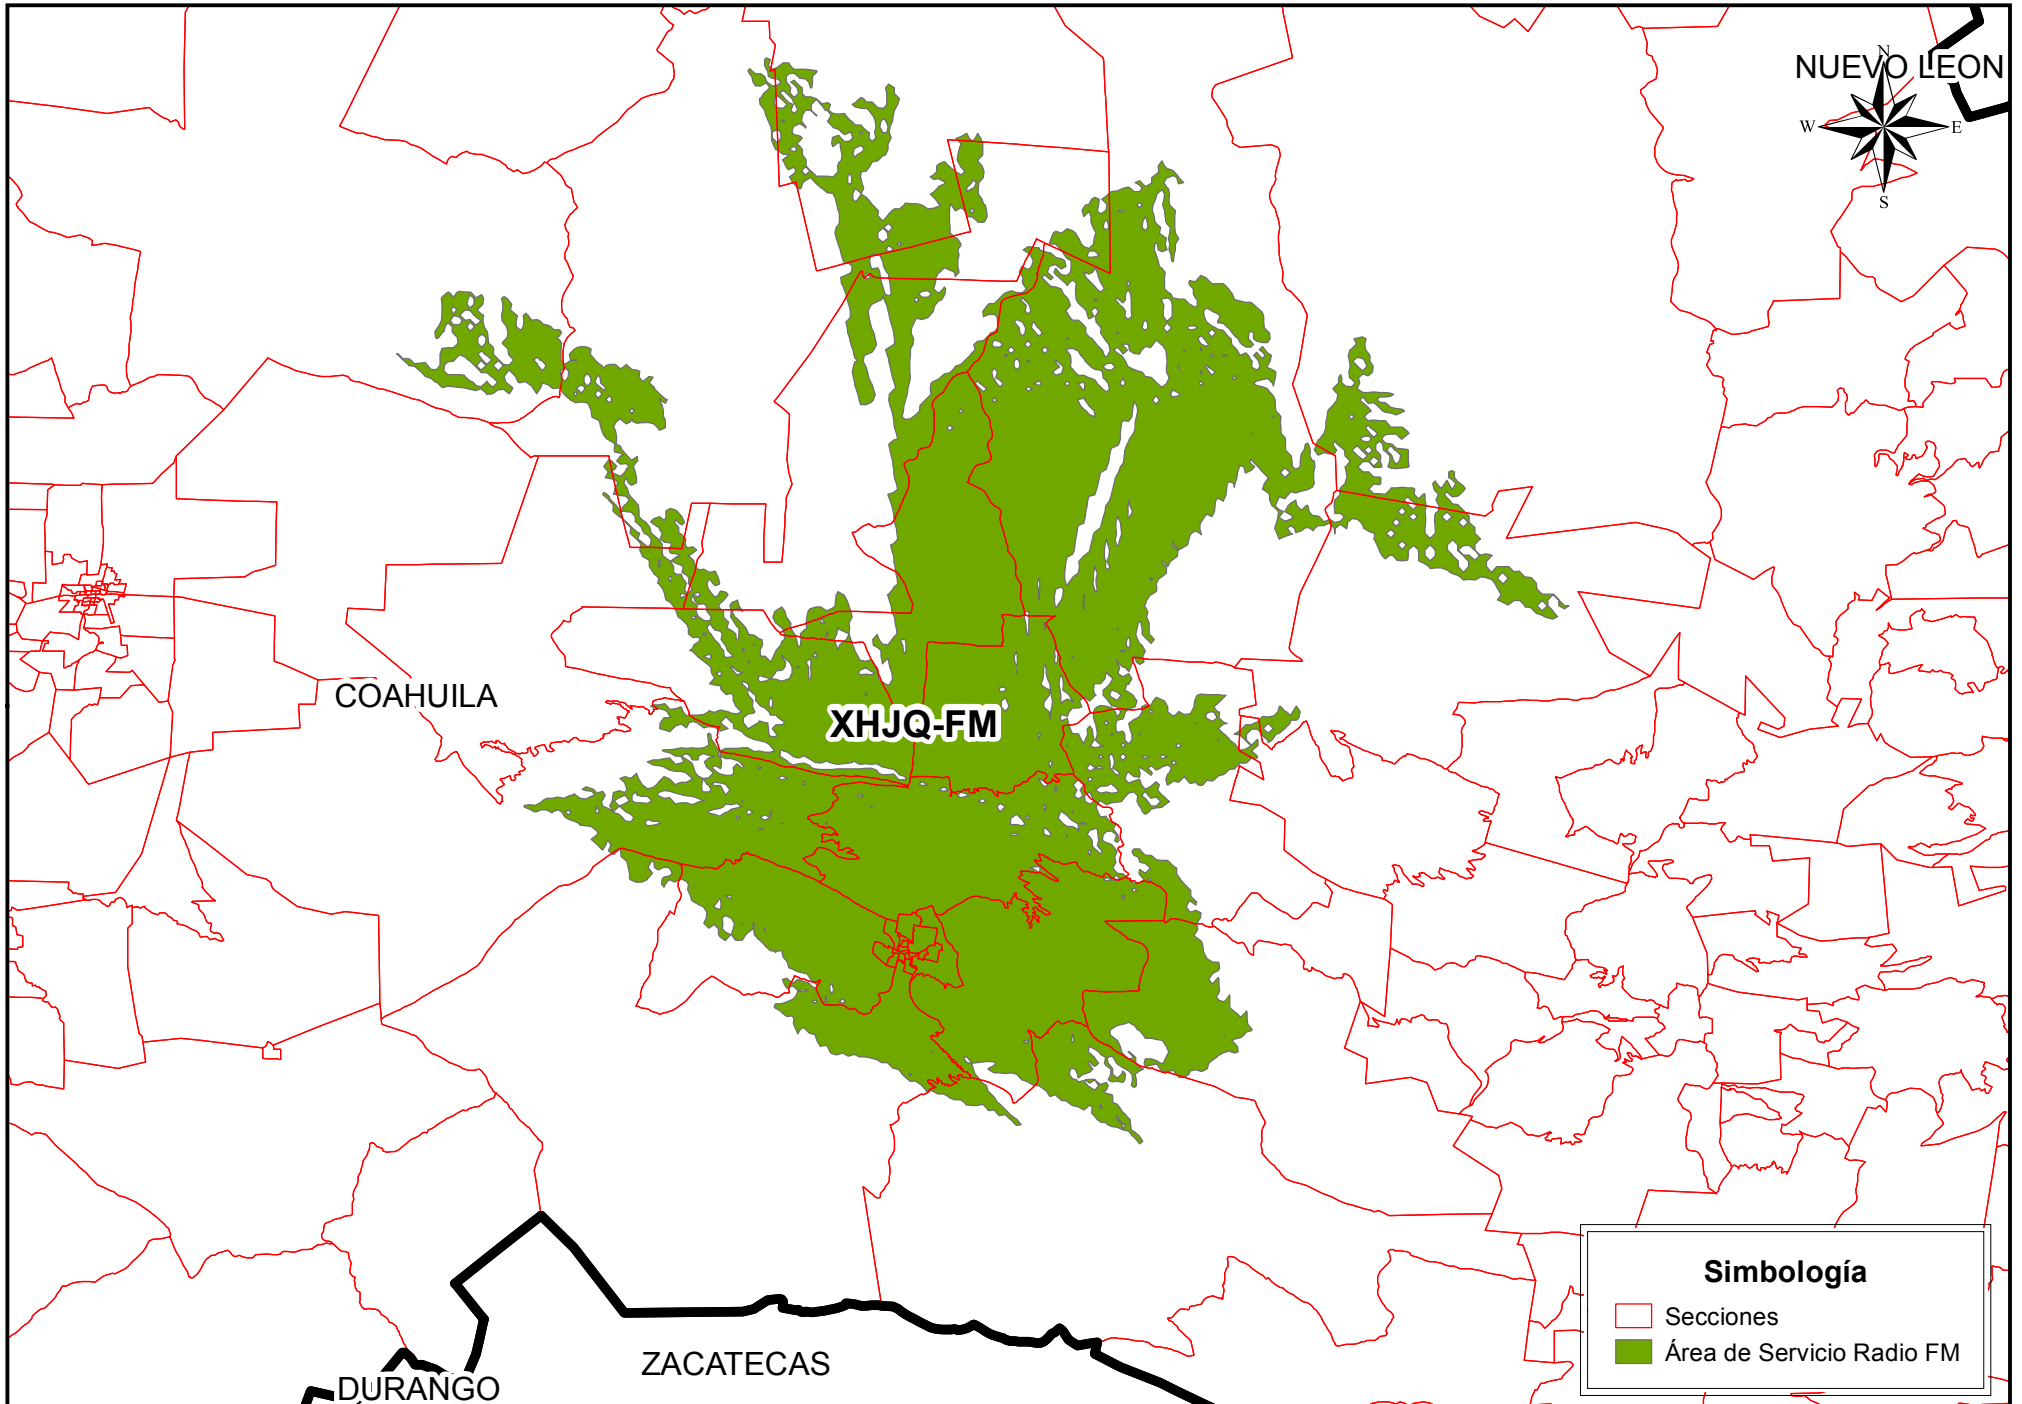 NUEVO LEON
N
W
E
S
COAHUILA
XHJQ-FM
Simbología
Secciones
Área de Servicio Radio FM
ZACATECAS
DURANGO